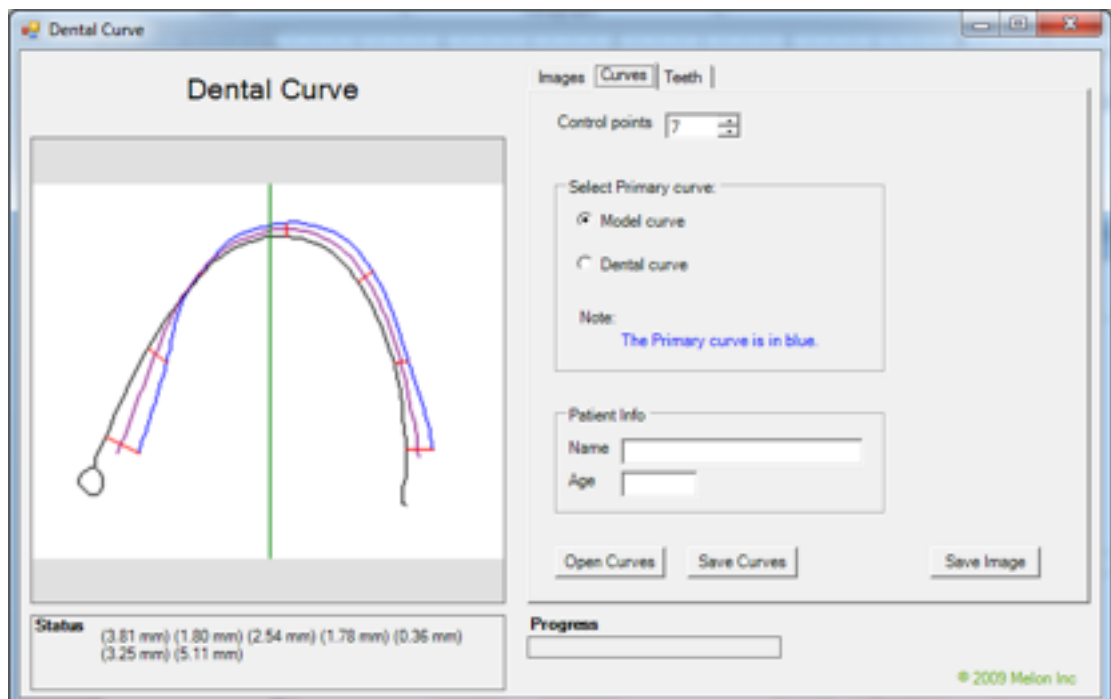 Dental Curve
Dental Curve
Images Curves Teeth
Control points 7
Select Primary curve:
Model curve
Dental curve
Note:
The Primary curve is in blue.
Patient Info
Name
Age
Open Curves Save Curves Save Image
Status
(3.81 mm) (1.80 mm) (2.54 mm) (1.78 mm) (0.36 mm)
(3.25 mm) (5.11 mm)
Progress
© 2009 Melon Inc